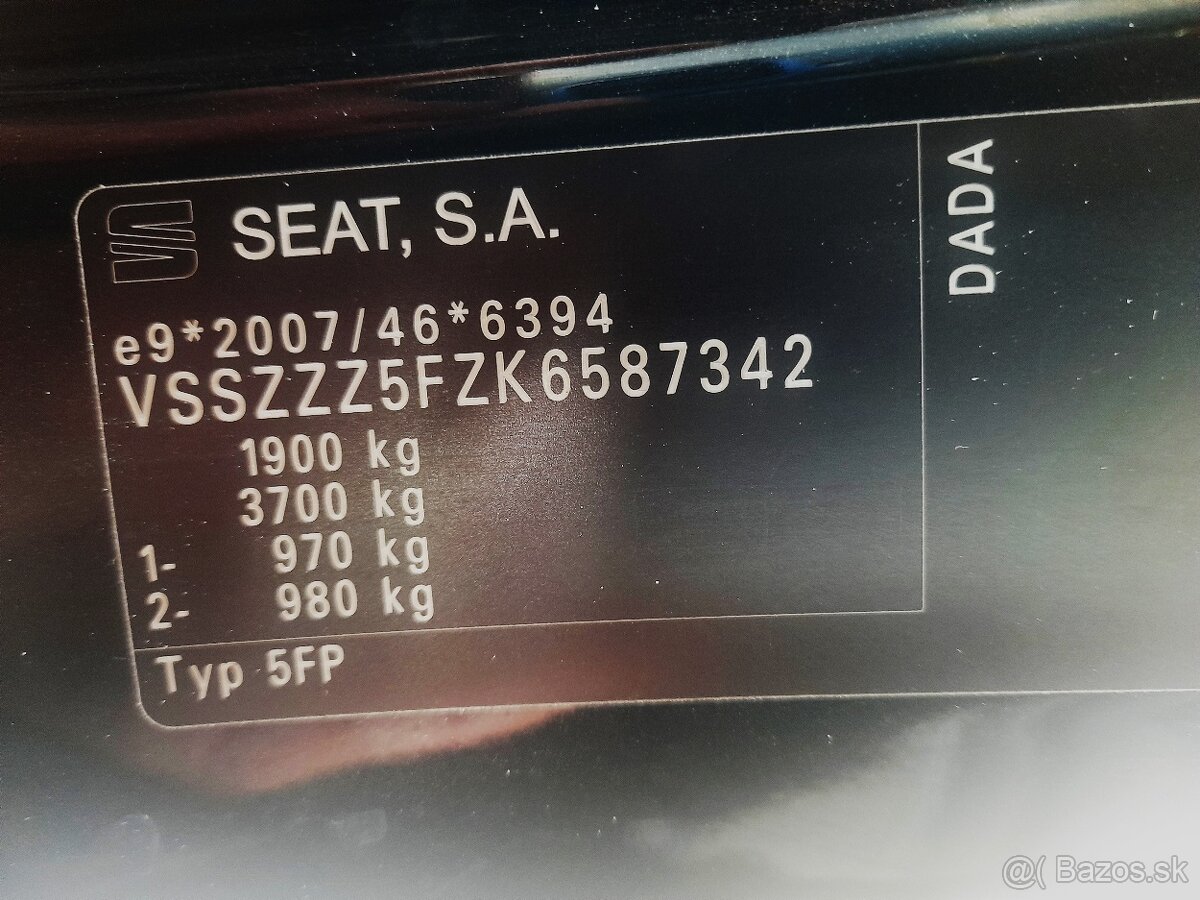 SEAT, S.A.
e9*2007/46*6394
VSSZZZ5FZK6587342
1900 kg
3700 kg
1- 970 kg
2- 980 kg
Typ 5FP
DADA
@( Bazos.sk